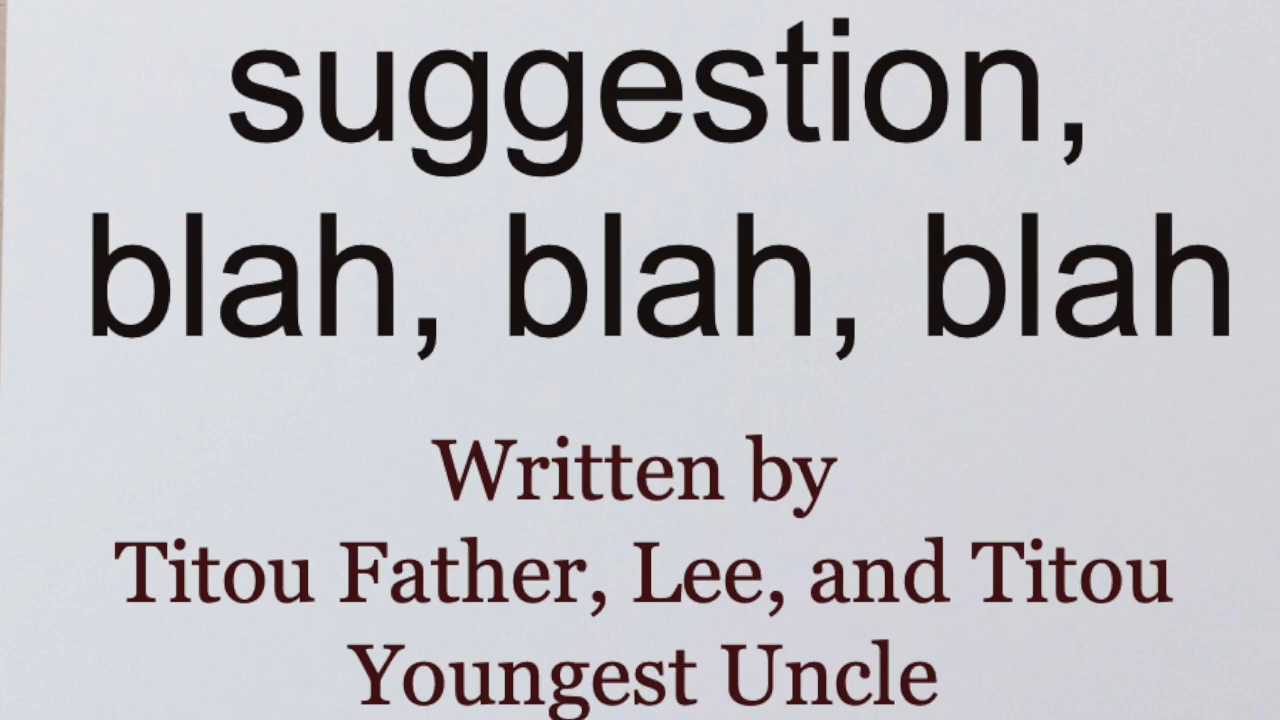 suggestion,
blah, blah, blah
Written by
Titou Father, Lee, and Titou
Youngest Uncle